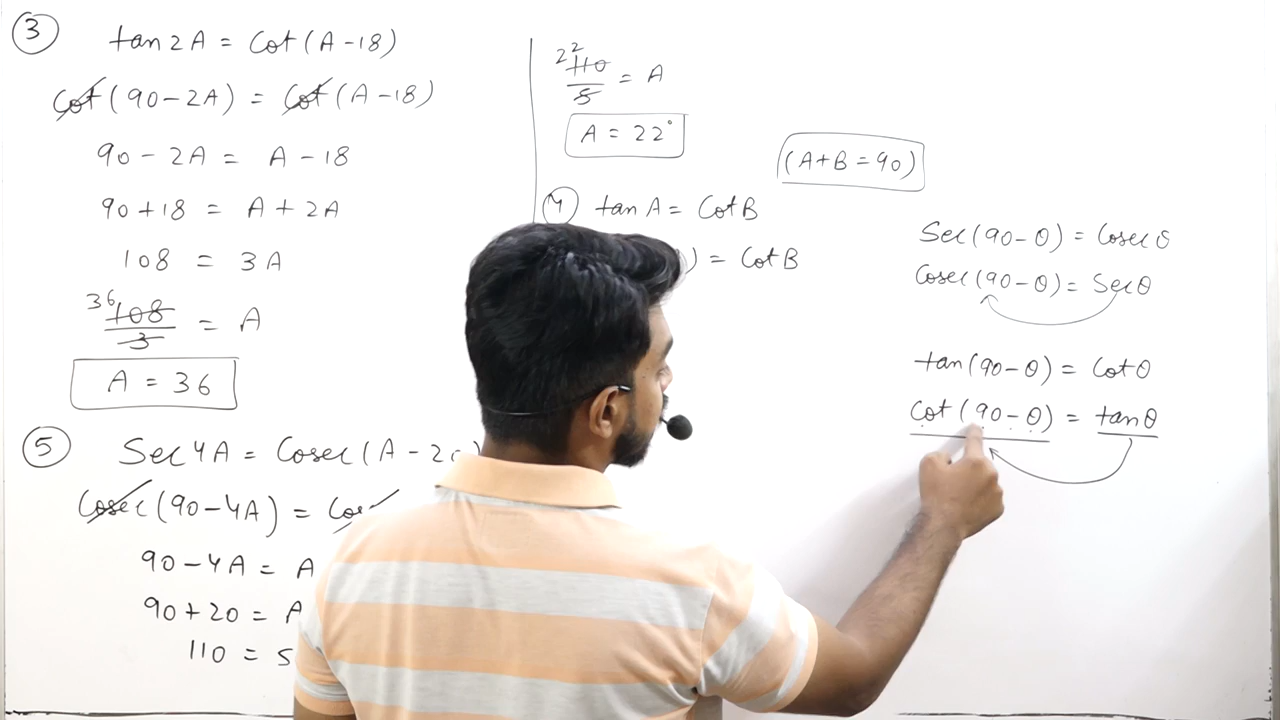 ③ tan 2A = Cot (A - 18)
Cot (90 - 2A) = Cot (A - 18)
90 - 2A = A - 18
90 + 18 = A + 2A
108 = 3A
36
108/3 = A
A = 36
⑤ Sec 4A = Cosec (A - 20
Cosec (90 - 4A) =
90 - 4A = A
90 + 20 = A
110 = 5
22
110/5 = A
A = 22°
(A + B = 90)
④ tan A = Cot B
) = Cot B
Sec (90 - θ) = Cosec θ
Cosec (90 - θ) = Sec θ
tan (90 - θ) = Cot θ
Cot (90 - θ) = tan θ